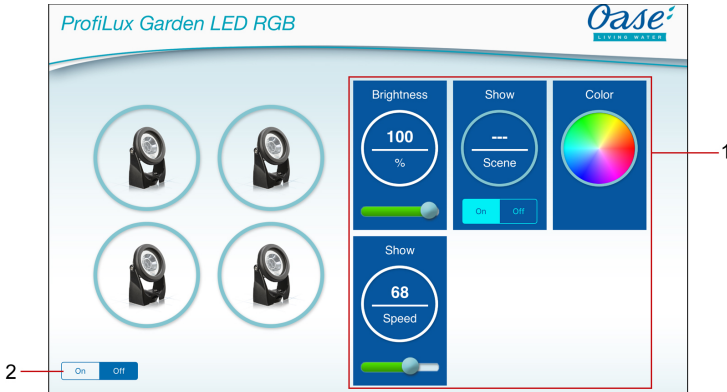 ProfiLux Garden LED RGB
Oase
LIVING WATER
Brightness
100
%
Show
---
Scene
On Off
Color
1
Show
68
Speed
2
On Off